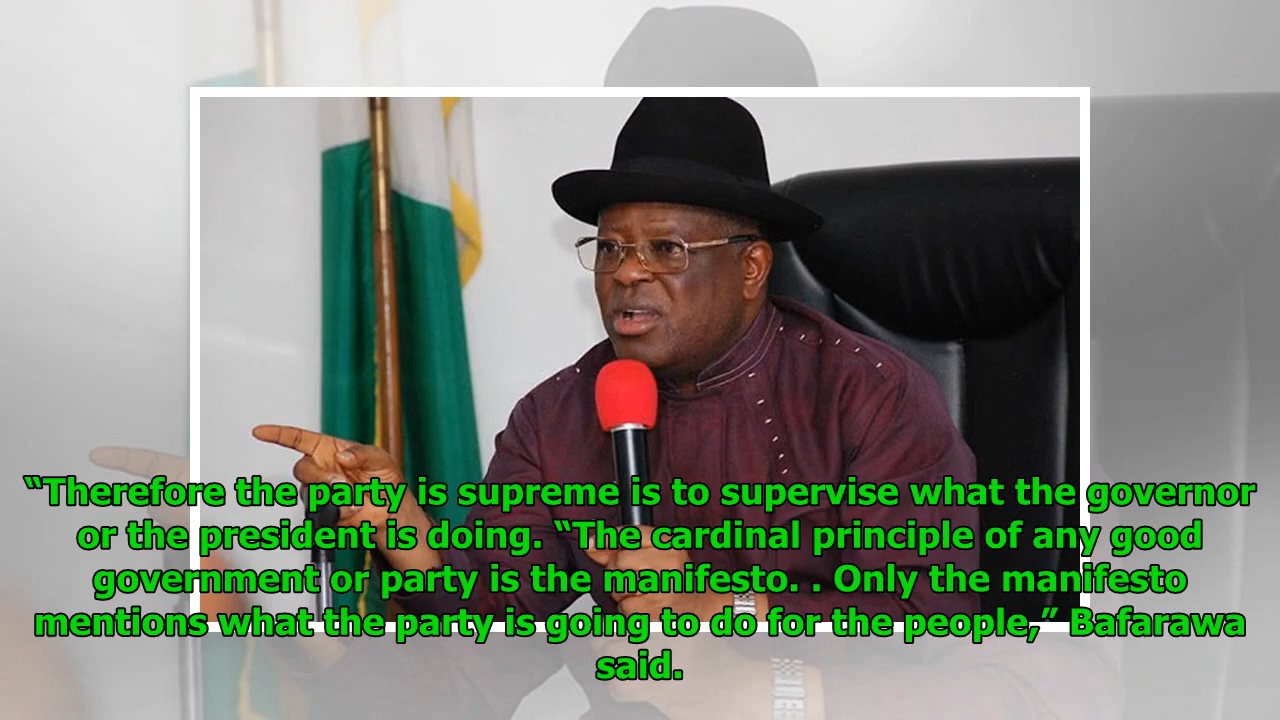 “Therefore the party is supreme is to supervise what the governor
or the president is doing. “The cardinal principle of any good
government or party is the manifesto. . Only the manifesto
mentions what the party is going to do for the people,” Bafarawa
said.